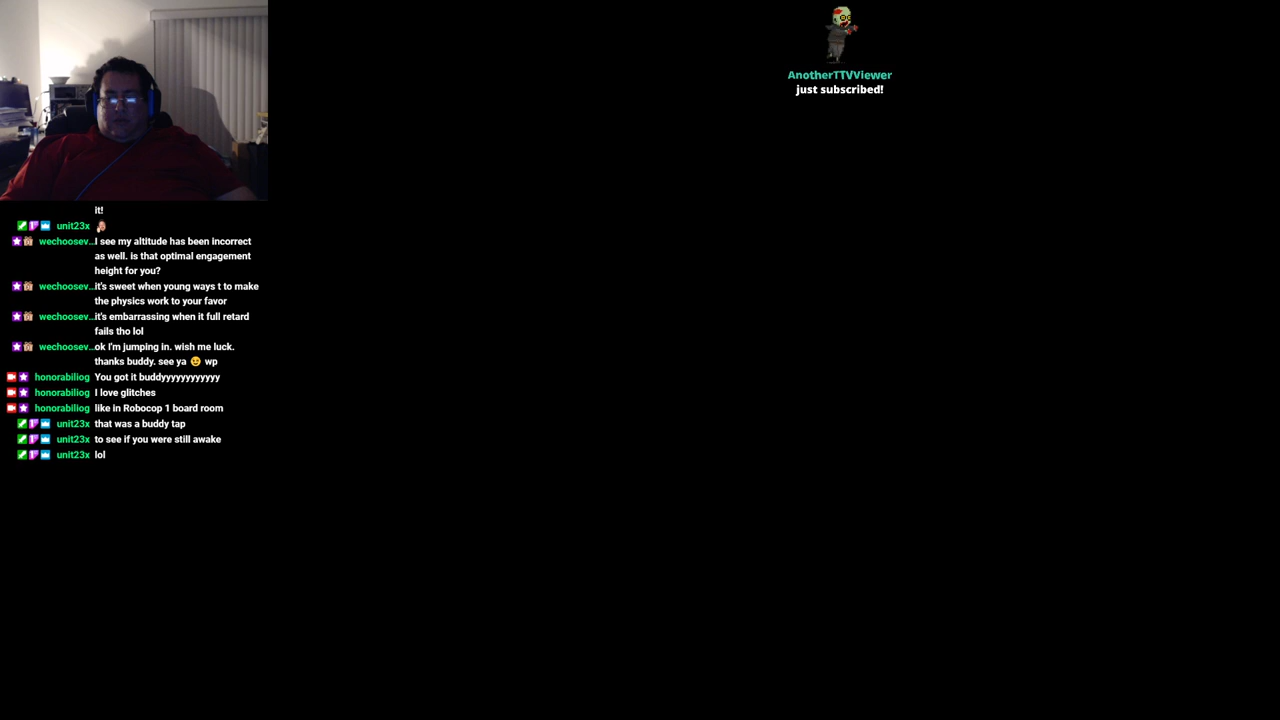 AnotherTTVViewer
just subscribed!
it!
unit23x
wechoosev...I see my altitude has been incorrect
as well. is that optimal engagement
height for you?
wechoosev...it's sweet when young ways t to make
the physics work to your favor
wechoosev...it's embarrassing when it full retard
fails tho lol
wechoosev...ok I'm jumping in. wish me luck.
thanks buddy. see ya 😉 wp
honorabiliog You got it buddyyyyyyyyyyy
honorabiliog I love glitches
honorabiliog like in Robocop 1 board room
unit23x that was a buddy tap
unit23x to see if you were still awake
unit23x lol